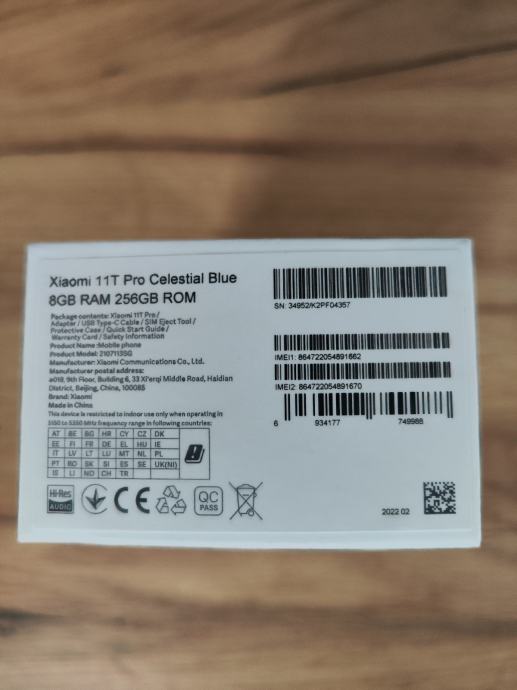 Xiaomi 11T Pro Celestial Blue
8GB RAM 256GB ROM
Package contents: Xiaomi 11T Pro /
Adapter / USB Type-C Cable / SIM Eject Tool /
Protective Case / Quick Start Guide /
Warranty Card / Safety Information
Product Name: Mobile phone
Product Model: 2107113SG
Manufacturer: Xiaomi Communications Co., Ltd.
Manufacturer postal address:
#019, 9th Floor, Building 6, 33 Xi'erqi Middle Road, Haidian
District, Beijing, China, 100085
Brand: Xiaomi
Made in China
This device is restricted to indoor use only when operating in
5150 to 5350 MHz frequency range in following countries:
AT BE BG HR CY CZ DK
EE FI FR DE EL HU IE
IT LV LT LU MT NL PL
PT RO SK SI ES SE UK(NI)
IS LI NO CH TR
Hi-Res
AUDIO
CE
QC
PASS
SN: 34952/K2PF04357
IMEI1: 864722054891662
IMEI2: 864722054891670
6 934177 749986
2022 02